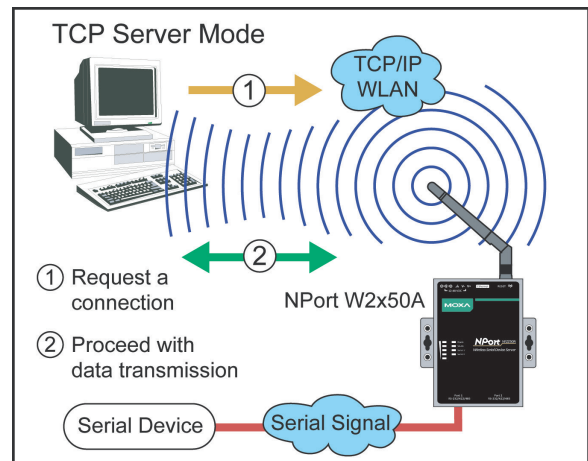 TCP Server Mode
TCP/IP
WLAN
1
2
1 Request a
connection
NPort W2x50A
MOXA
NPort
2 Proceed with
data transmission
Serial Device
Serial Signal